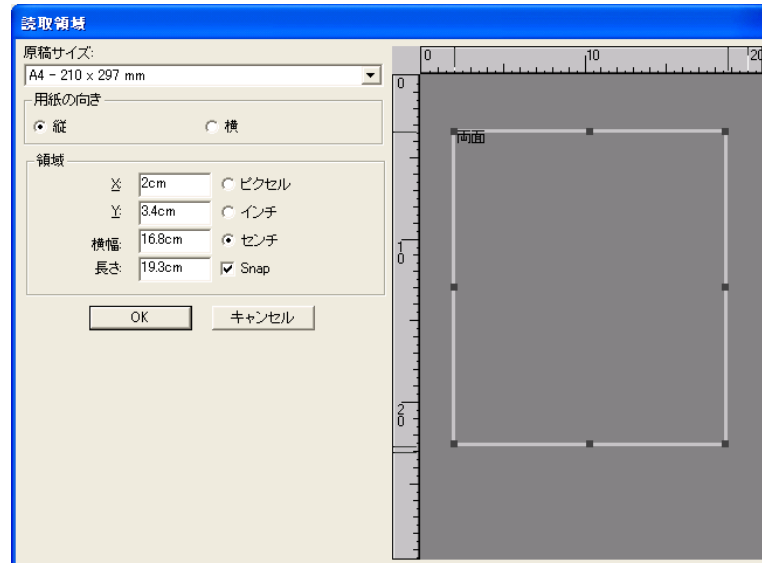 読取領域
原稿サイズ:
A4 - 210 x 297 mm
用紙の向き
縦
横
領域
X:
2cm
ピクセル
Y:
3.4cm
インチ
横幅:
16.8cm
センチ
長さ:
19.3cm
Snap
OK
キャンセル
0
10
20
0
10
20
両面